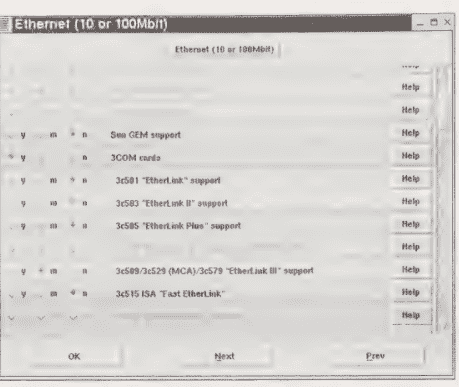 Ethernet (10 or 100Mbit)
Ethernet (10 or 100Mbit)
Help
Help
Help
y m n Sun GEM support Help
y n 3COM cards Help
y m n 3c501 "EtherLink" support Help
y m n 3c503 "EtherLink II" support Help
y m n 3c505 "EtherLink Plus" support Help
Help
y m n 3c509/3c529 (MCA)/3c579 "EtherLink III" support Help
y m n 3c515 ISA "Fast EtherLink" Help
Help
OK Next Prev